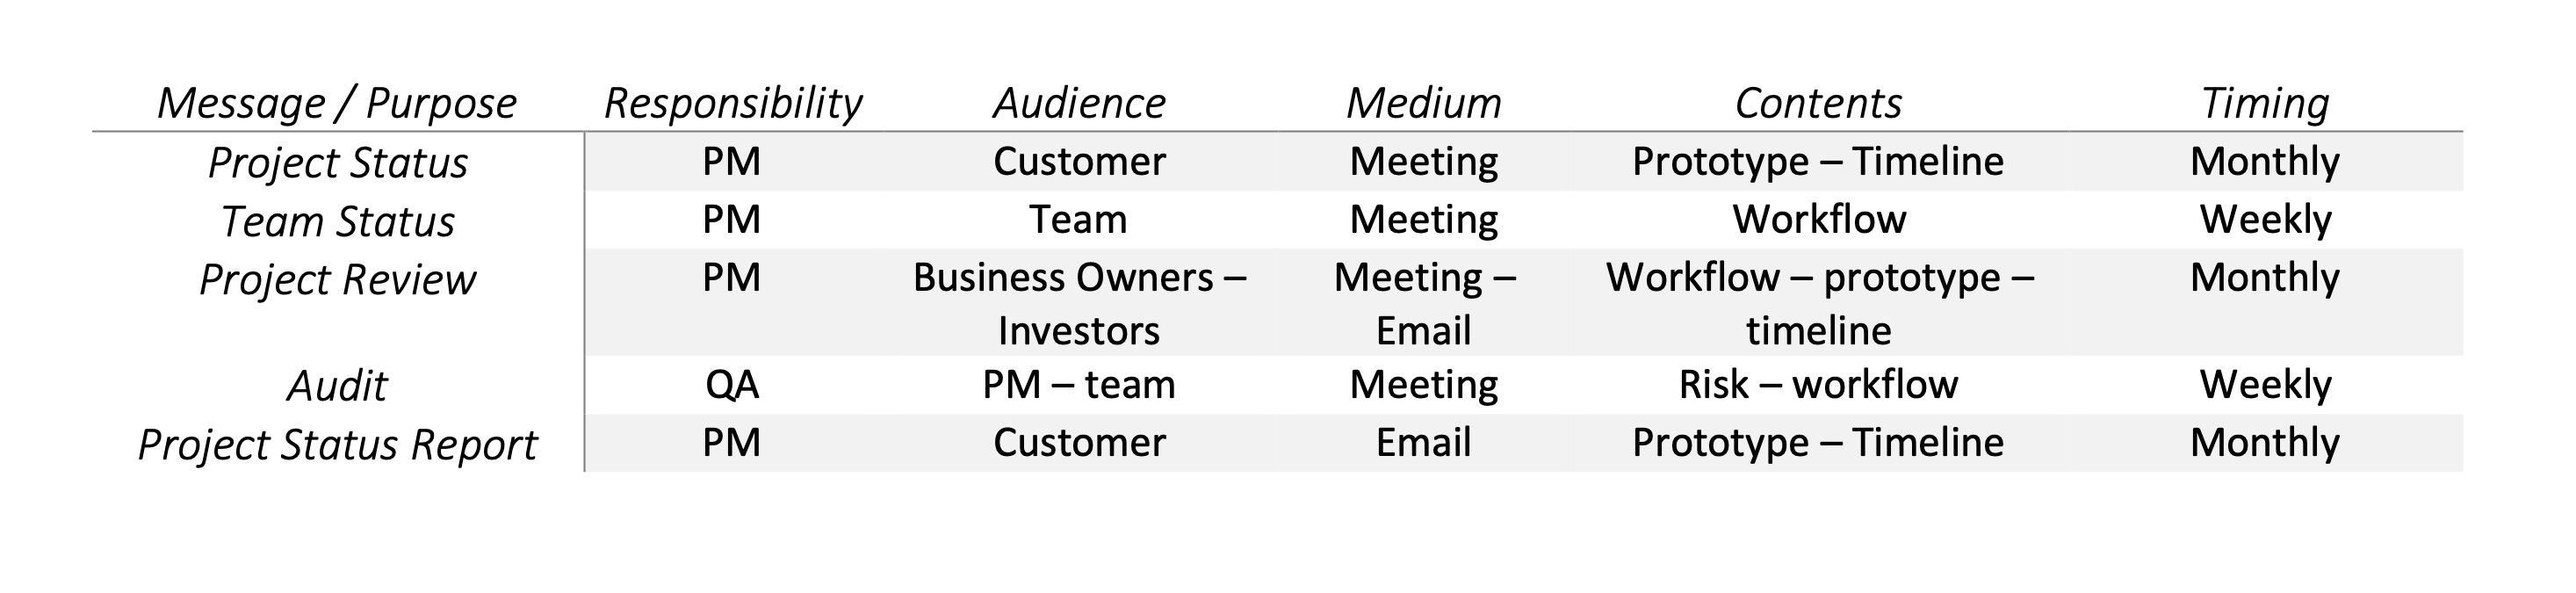 Message / Purpose Responsibility Audience Medium Contents Timing
Project Status PM Customer Meeting Prototype – Timeline Monthly
Team Status PM Team Meeting Workflow Weekly
Project Review PM Business Owners – Meeting – Workflow – prototype – Monthly
Investors Email timeline
Audit QA PM – team Meeting Risk – workflow Weekly
Project Status Report PM Customer Email Prototype – Timeline Monthly